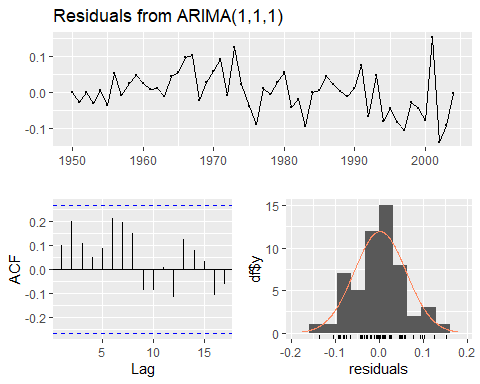 Residuals from ARIMA(1,1,1)
0.1
0.0
-0.1
1950 1960 1970 1980 1990 2000
0.2
0.1
0.0
-0.1
-0.2
ACF
5 10 15
Lag
15
10
5
0
df$y
-0.2 -0.1 0.0 0.1 0.2
residuals